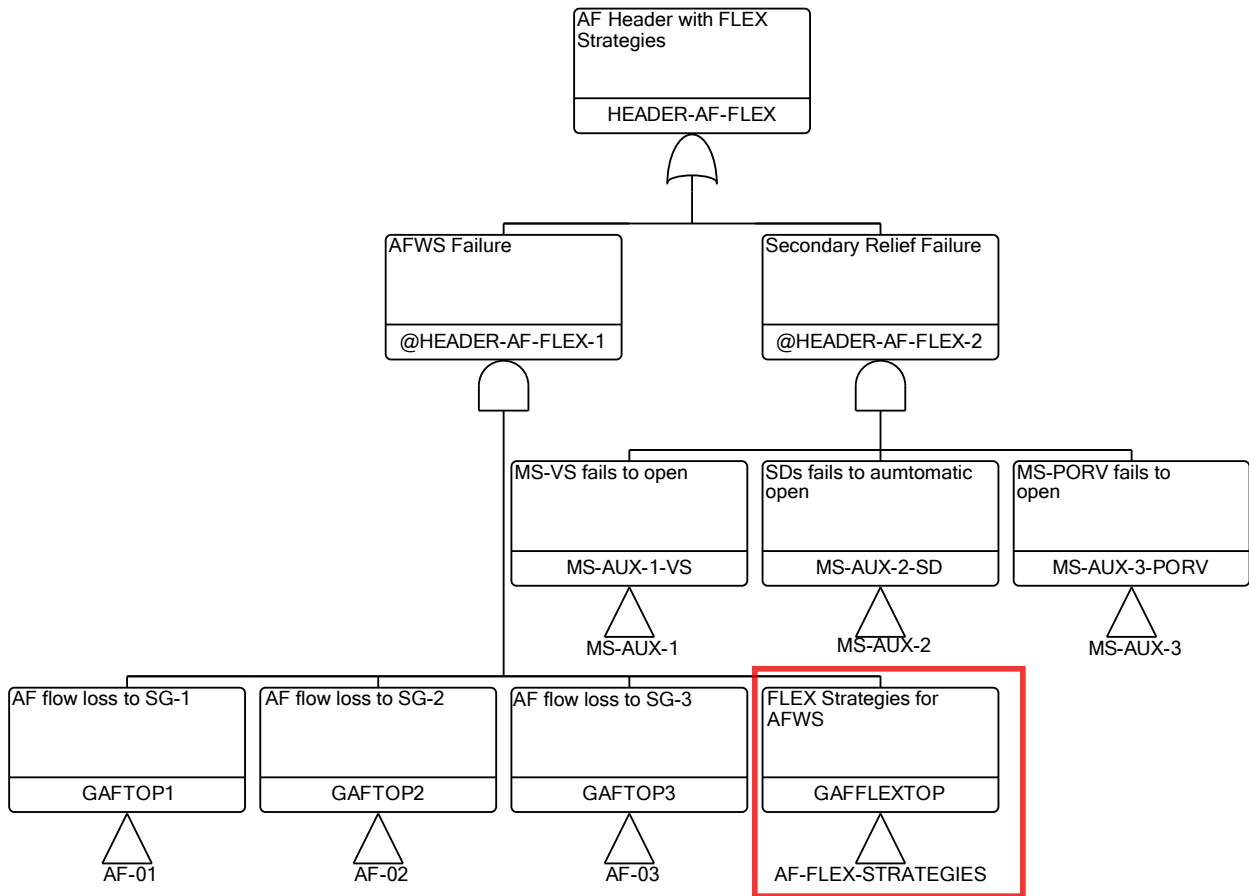 AF Header with FLEX
Strategies
HEADER-AF-FLEX
AFWS Failure
@HEADER-AF-FLEX-1
Secondary Relief Failure
@HEADER-AF-FLEX-2
MS-VS fails to open
MS-AUX-1-VS
MS-AUX-1
SDs fails to aumtomatic
open
MS-AUX-2-SD
MS-AUX-2
MS-PORV fails to
open
MS-AUX-3-PORV
MS-AUX-3
AF flow loss to SG-1
GAFTOP1
AF-01
AF flow loss to SG-2
GAFTOP2
AF-02
AF flow loss to SG-3
GAFTOP3
AF-03
FLEX Strategies for
AFWS
GAFFLEXTOP
AF-FLEX-STRATEGIES